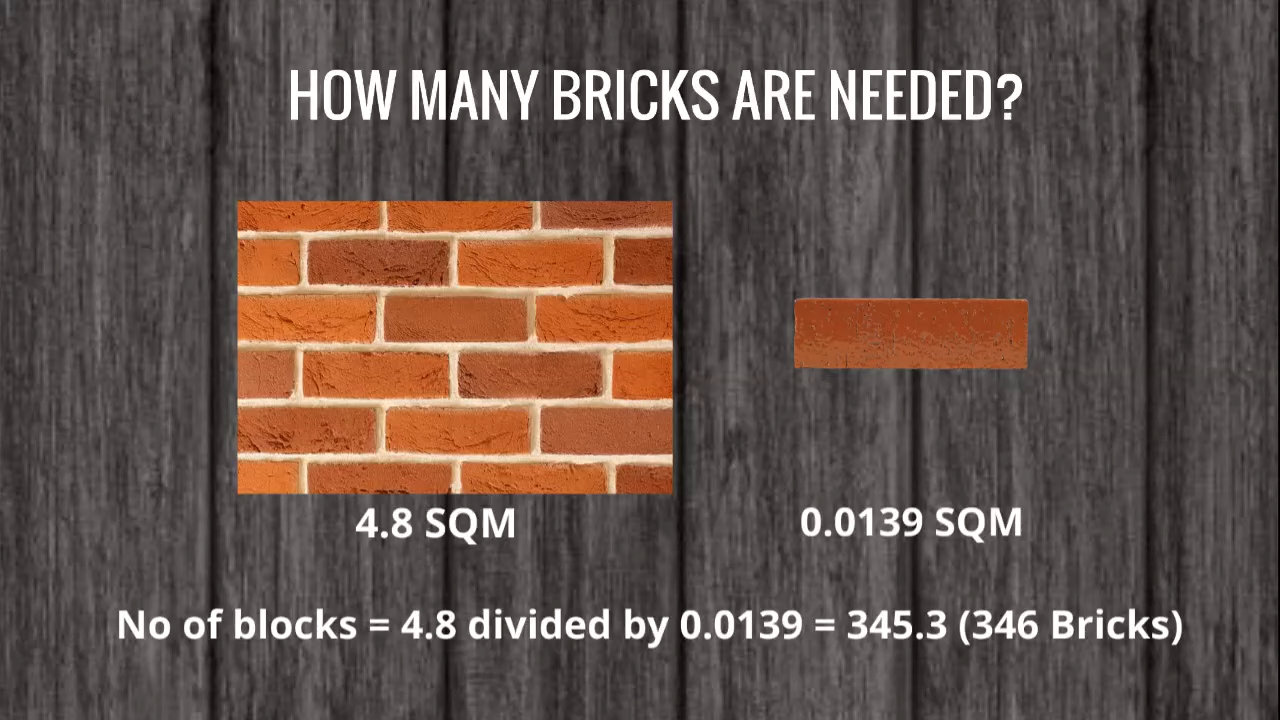 HOW MANY BRICKS ARE NEEDED?
4.8 SQM
0.0139 SQM
No of blocks = 4.8 divided by 0.0139 = 345.3 (346 Bricks)